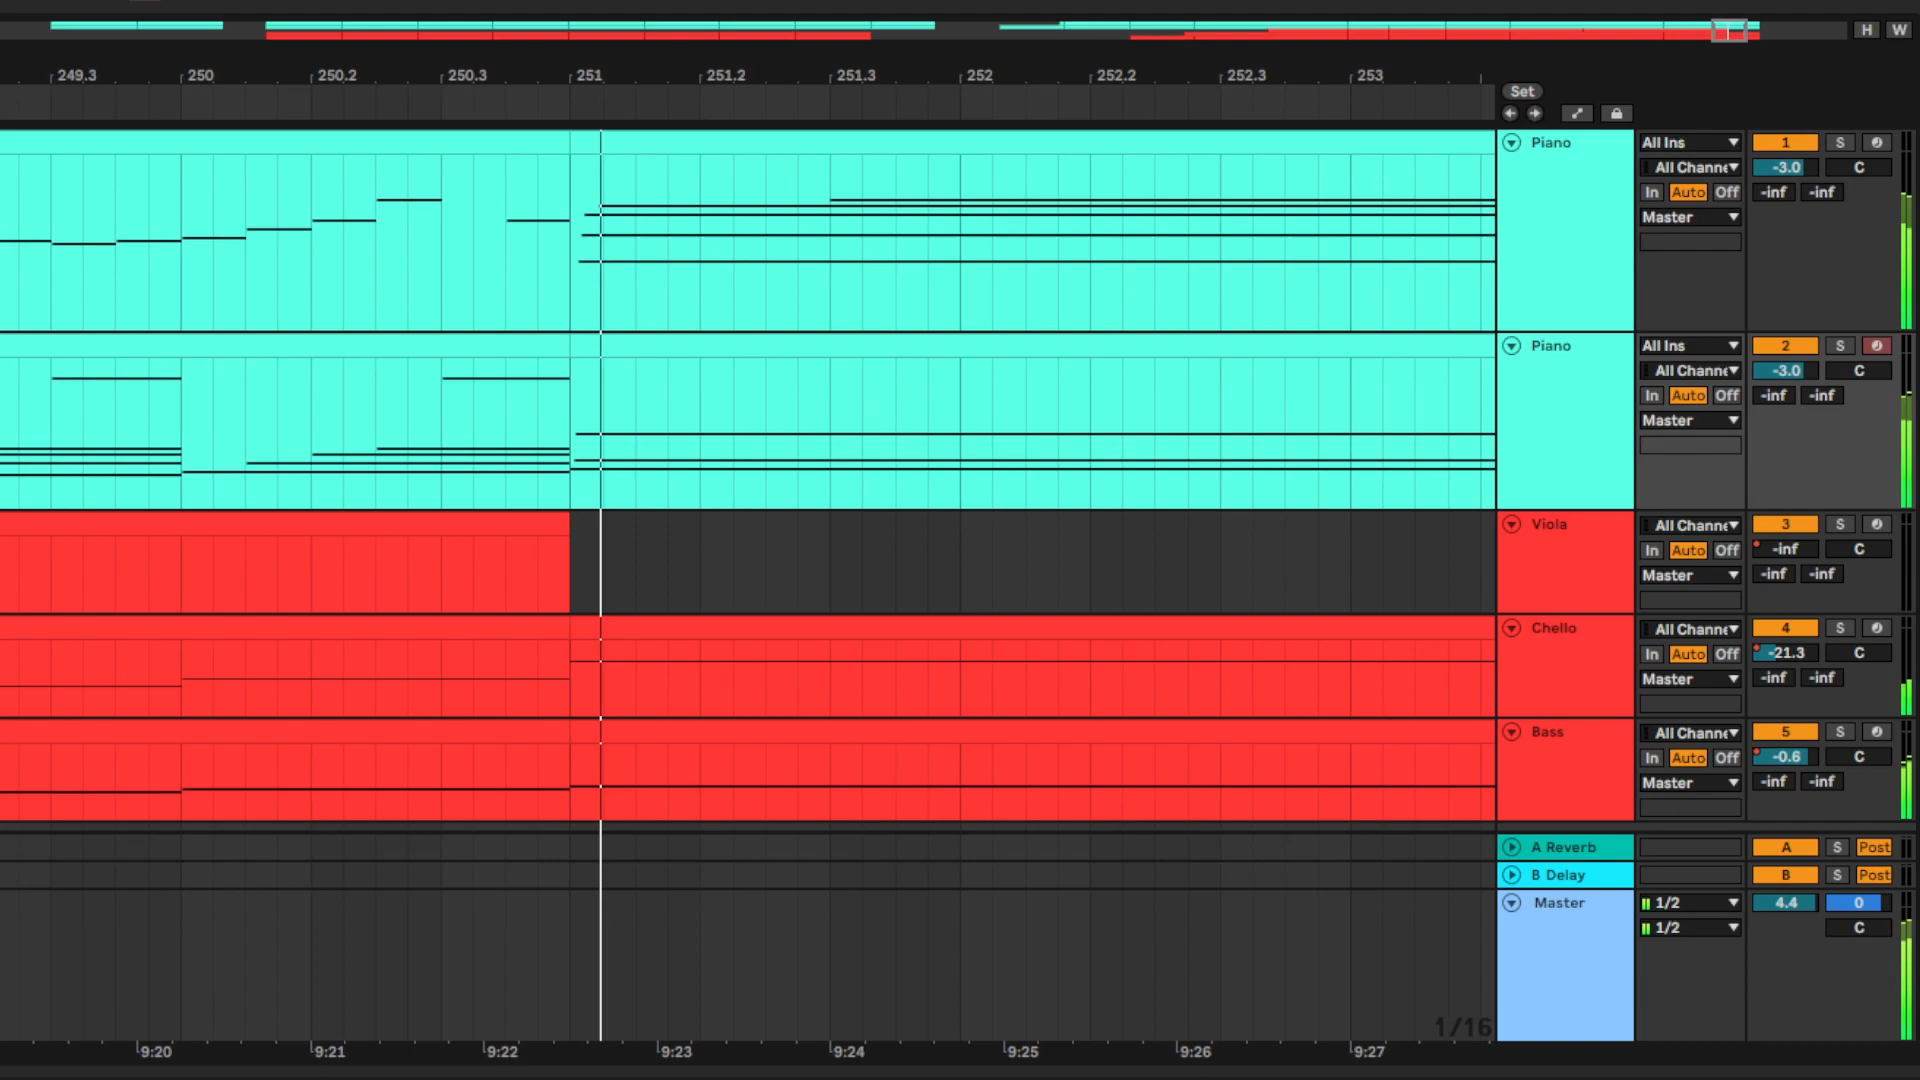 H W
249.3 250 250.2 250.3 251 251.2 251.3 252 252.2 252.3 253
Set
Piano All Ins 1 S
All Channe -3.0 C
In Auto Off -inf -inf
Master
Piano All Ins 2 S
All Channe -3.0 C
In Auto Off -inf -inf
Master
Viola All Channe 3 S
In Auto Off -inf C
Master -inf -inf
Chello All Channe 4 S
In Auto Off -21.3 C
Master -inf -inf
Bass All Channe 5 S
In Auto Off -0.6 C
Master -inf -inf
A Reverb A S Post
B Delay B S Post
Master 1/2 4.4 0
1/2 C
1/16
9:20 9:21 9:22 9:23 9:24 9:25 9:26 9:27